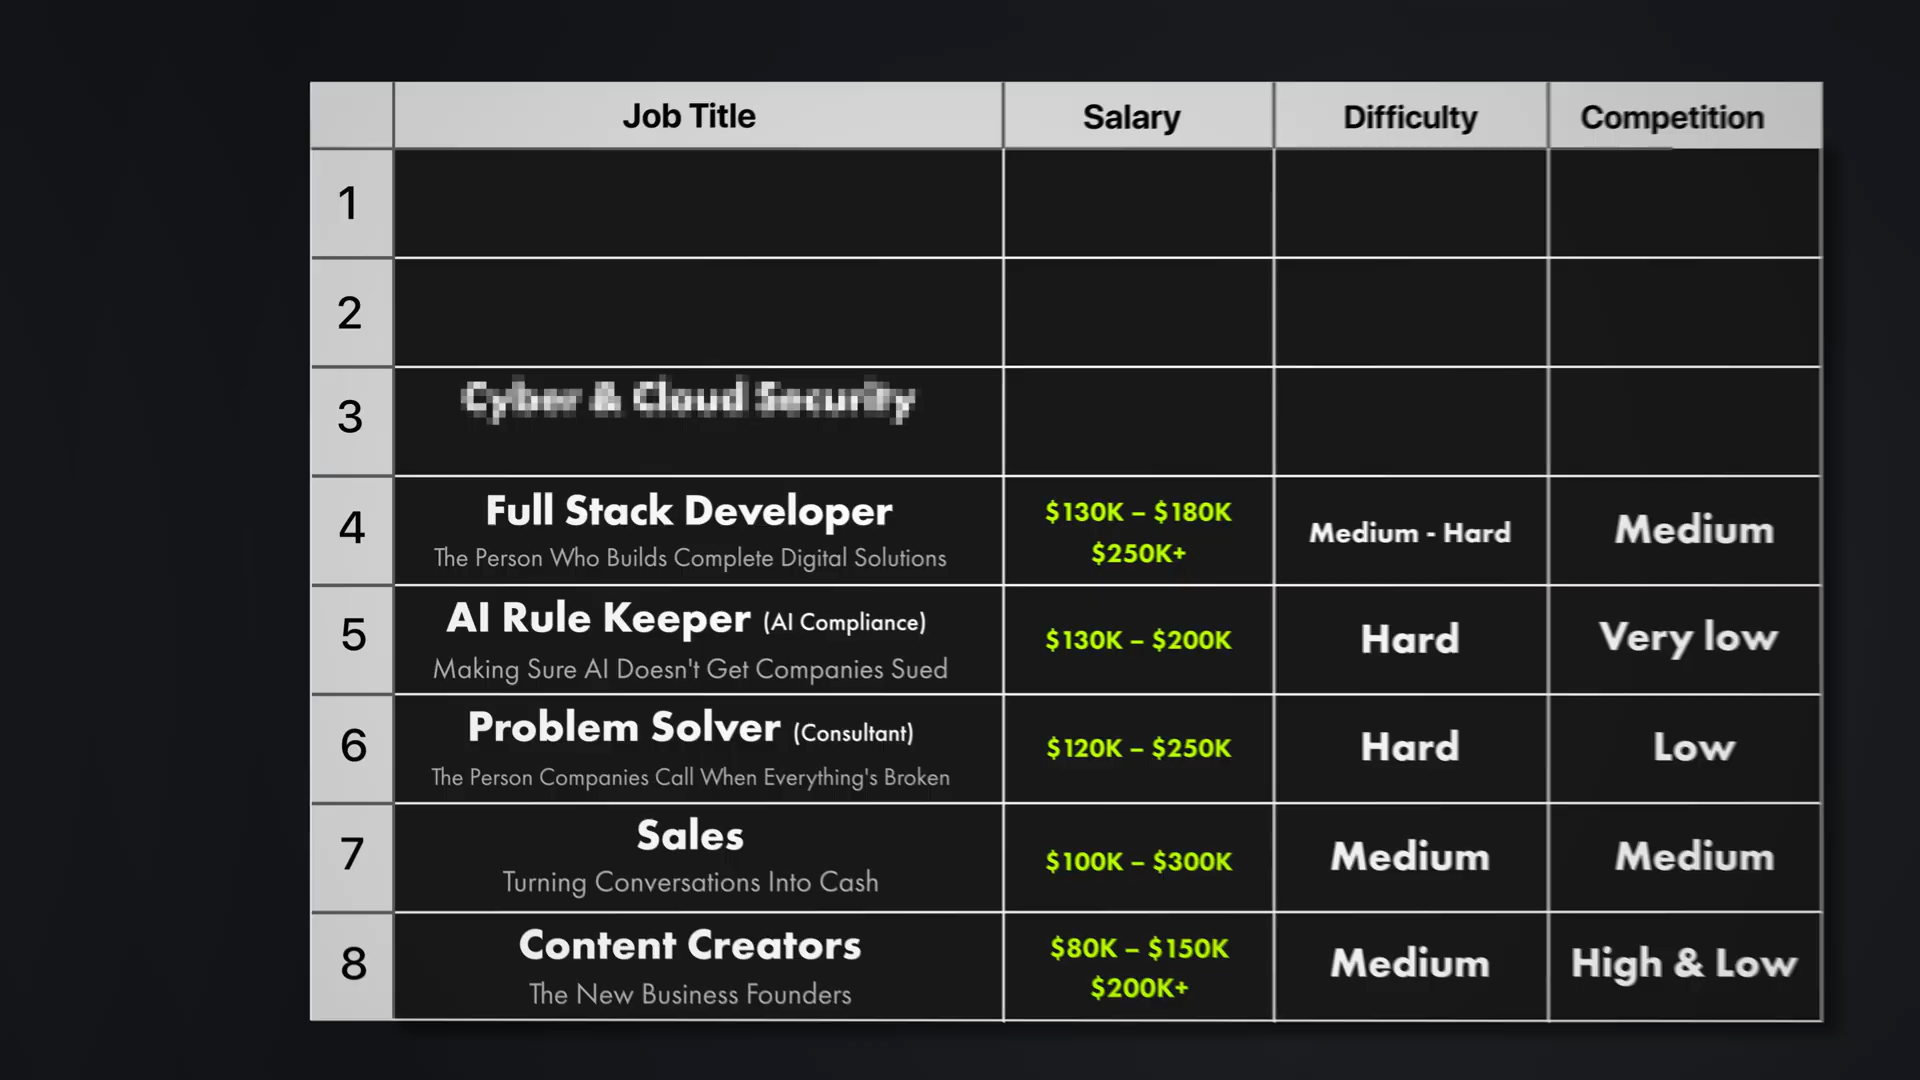 Job Title Salary Difficulty Competition
1
2
3 Cyber & Cloud Security
4 Full Stack Developer $130K – $180K Medium - Hard Medium
The Person Who Builds Complete Digital Solutions $250K+
5 AI Rule Keeper (AI Compliance) $130K – $200K Hard Very low
Making Sure AI Doesn't Get Companies Sued
6 Problem Solver (Consultant) $120K – $250K Hard Low
The Person Companies Call When Everything's Broken
7 Sales $100K – $300K Medium Medium
Turning Conversations Into Cash
8 Content Creators $80K – $150K Medium High & Low
The New Business Founders $200K+